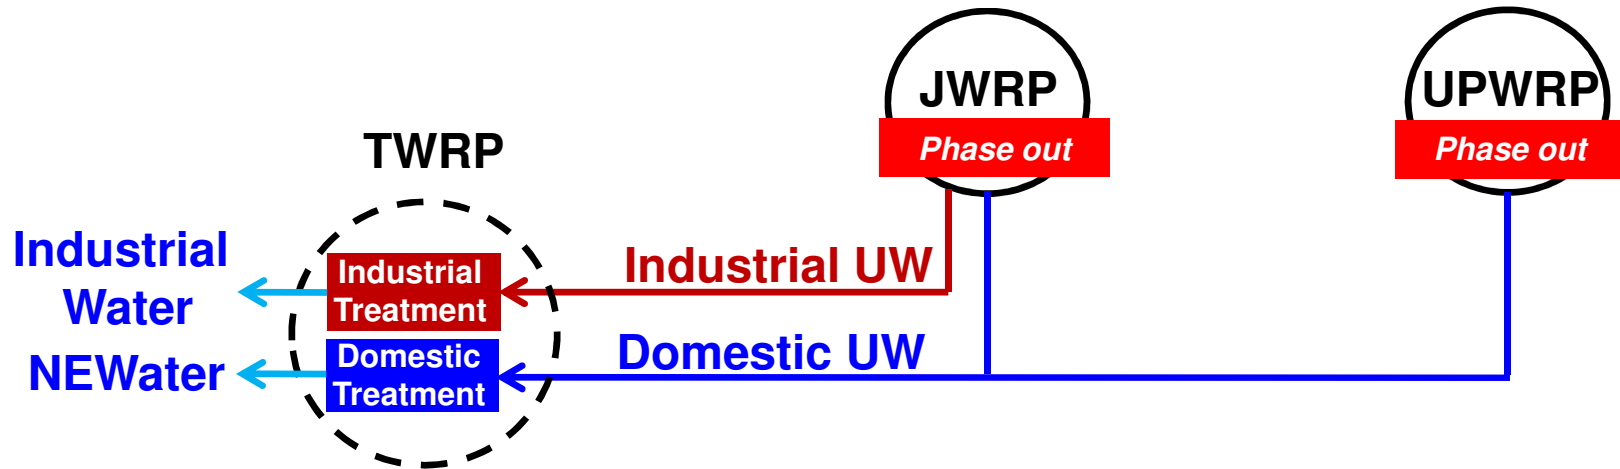 JWRP
Phase out
UPWRP
Phase out
TWRP
Industrial
Water
NEWater
Industrial
Treatment
Domestic
Treatment
Industrial UW
Domestic UW